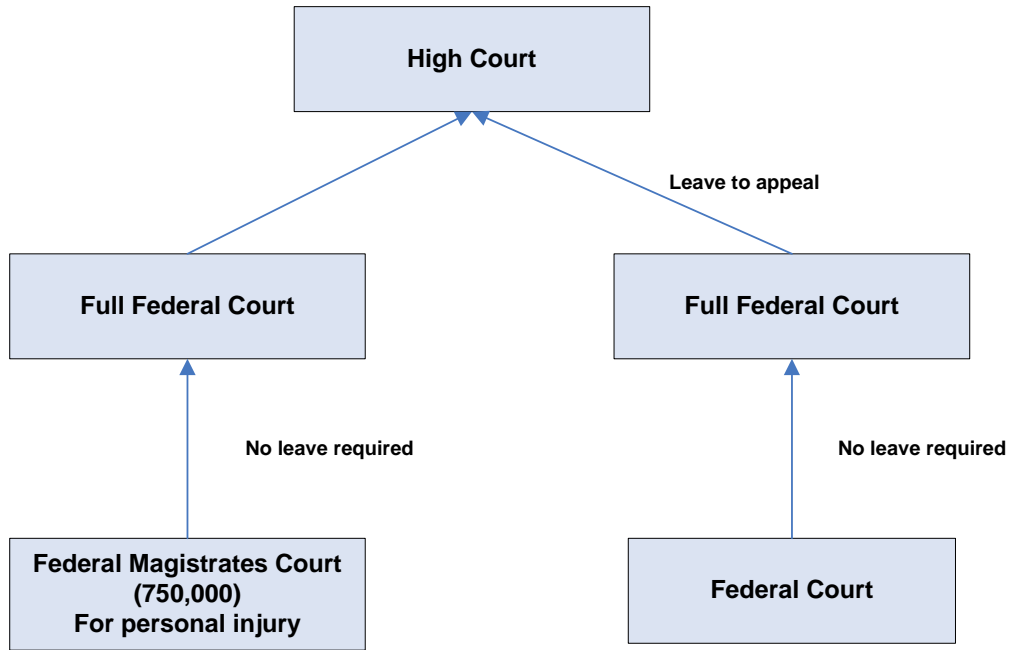 High Court
Leave to appeal
Full Federal Court
Full Federal Court
No leave required
No leave required
Federal Magistrates Court
(750,000)
For personal injury
Federal Court